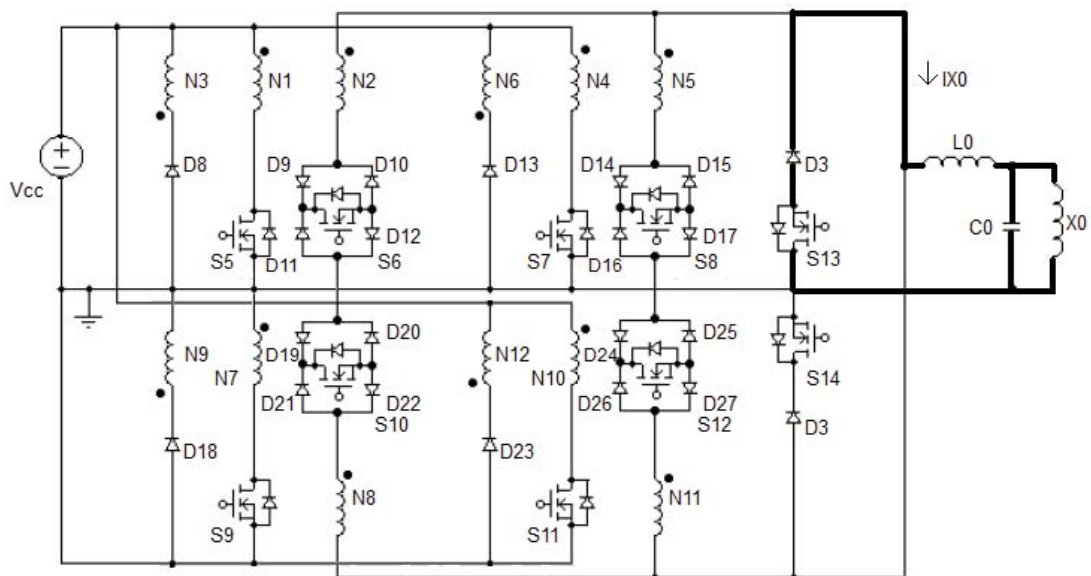 N3 N1 N2 N6 N4 N5 IX0
D8 D9 D10 D13 D14 D15 D3 L0
Vcc
D12 D17 C0 X0
S5 D11 S6 S7 D16 S8 S13
N9 D19 D20 N12 D24 D25
N7 N10 S14
D21 D22 D26 D27
D18 S10 D23 S12 D3
N8 N11
S9 S11